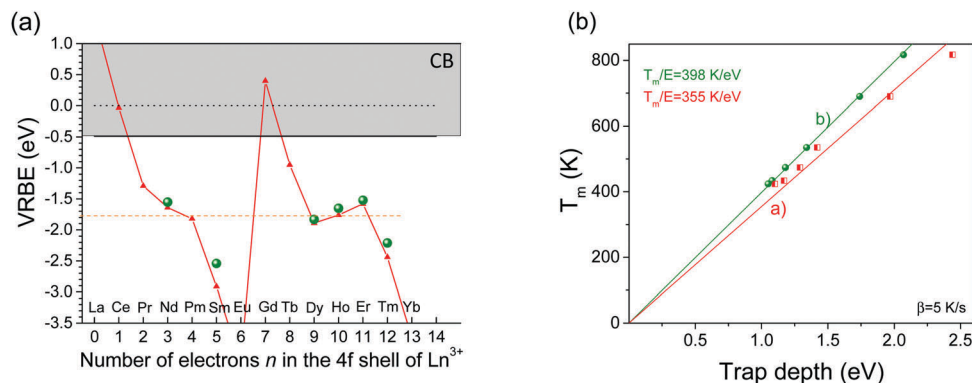 (a)
1.0
0.5
0.0
-0.5
-1.0
-1.5
-2.0
-2.5
-3.0
-3.5
VRBE (eV)
CB
La Ce Pr Nd Pm Sm Eu Gd Tb Dy Ho Er Tm Yb
0 1 2 3 4 5 6 7 8 9 10 11 12 13 14
Number of electrons n in the 4f shell of Ln³⁺
(b)
800
600
400
200
0
Tₘ (K)
Tₘ/E=398 K/eV
Tₘ/E=355 K/eV
b)
a)
β=5 K/s
0.0 0.5 1.0 1.5 2.0 2.5
Trap depth (eV)